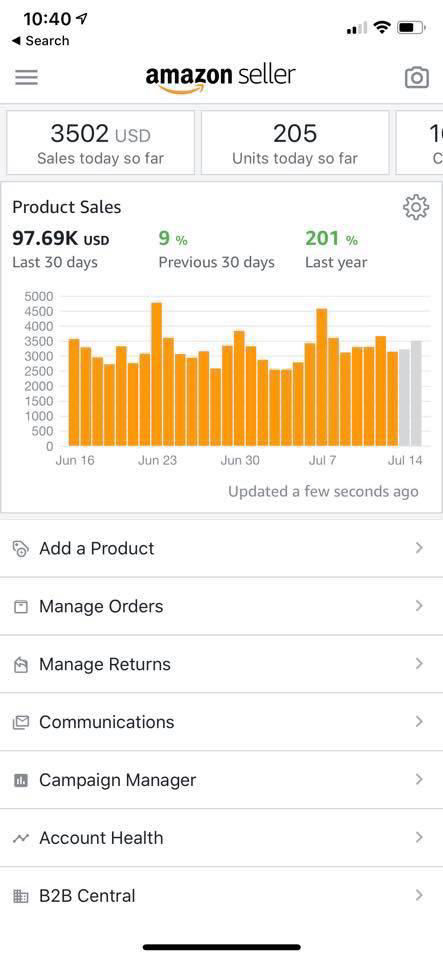 10:40
◀ Search
amazon seller
3502 USD
Sales today so far
205
Units today so far
Product Sales
97.69K USD
Last 30 days
9 %
Previous 30 days
201 %
Last year
5000
4500
4000
3500
3000
2500
2000
1500
1000
500
0
Jun 16
Jun 23
Jun 30
Jul 7
Jul 14
Updated a few seconds ago
Add a Product
Manage Orders
Manage Returns
Communications
Campaign Manager
Account Health
B2B Central